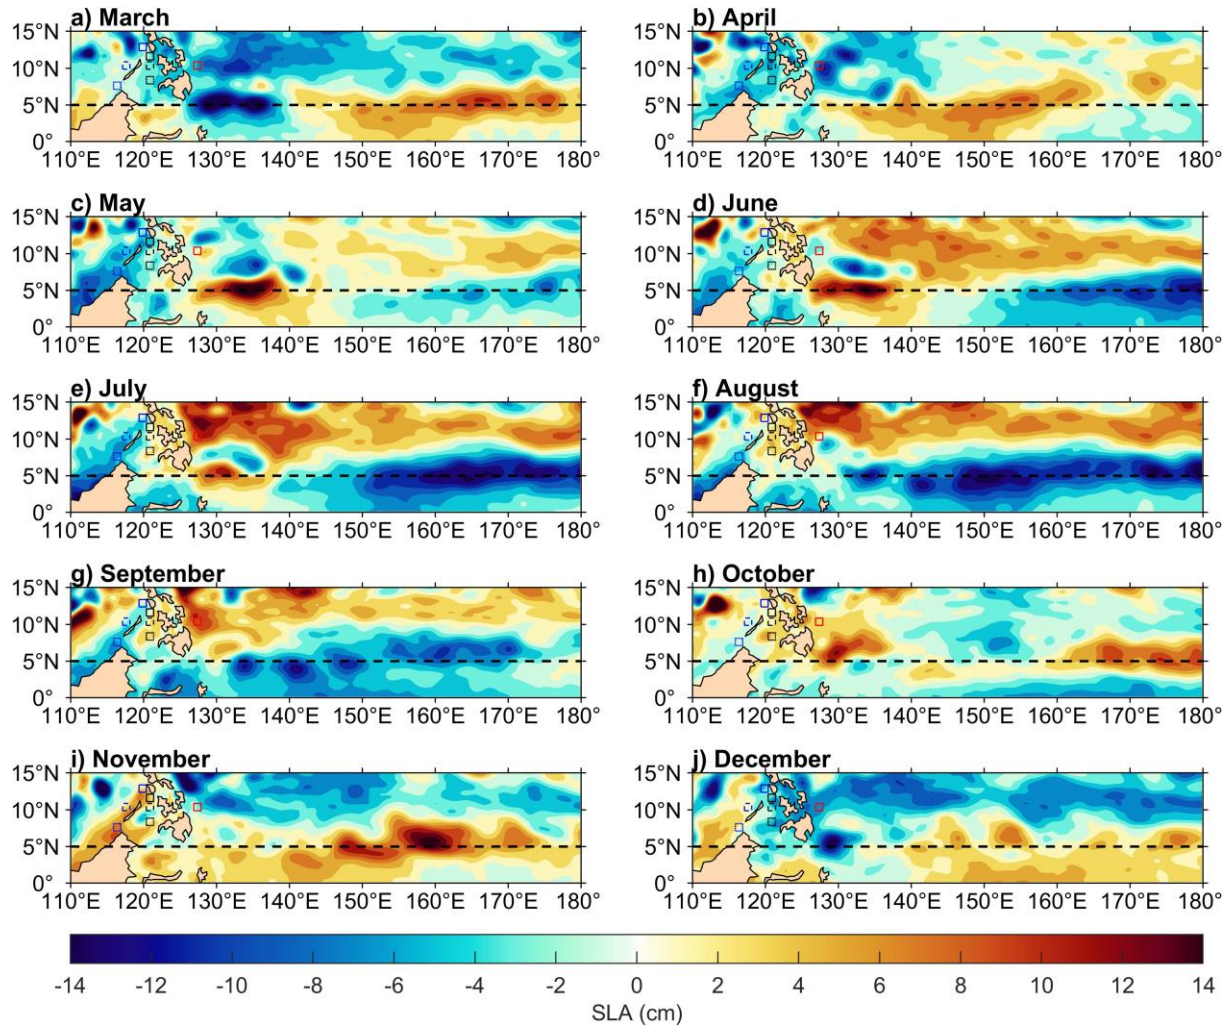 a) March
b) April
15°N 10°N 5°N 0°
110°E 120°E 130°E 140°E 150°E 160°E 170°E 180°
15°N 10°N 5°N 0°
110°E 120°E 130°E 140°E 150°E 160°E 170°E 180°
c) May
d) June
15°N 10°N 5°N 0°
110°E 120°E 130°E 140°E 150°E 160°E 170°E 180°
15°N 10°N 5°N 0°
110°E 120°E 130°E 140°E 150°E 160°E 170°E 180°
e) July
f) August
15°N 10°N 5°N 0°
110°E 120°E 130°E 140°E 150°E 160°E 170°E 180°
15°N 10°N 5°N 0°
110°E 120°E 130°E 140°E 150°E 160°E 170°E 180°
g) September
h) October
15°N 10°N 5°N 0°
110°E 120°E 130°E 140°E 150°E 160°E 170°E 180°
15°N 10°N 5°N 0°
110°E 120°E 130°E 140°E 150°E 160°E 170°E 180°
i) November
j) December
15°N 10°N 5°N 0°
110°E 120°E 130°E 140°E 150°E 160°E 170°E 180°
15°N 10°N 5°N 0°
110°E 120°E 130°E 140°E 150°E 160°E 170°E 180°
-14 -12 -10 -8 -6 -4 -2 0 2 4 6 8 10 12 14
SLA (cm)